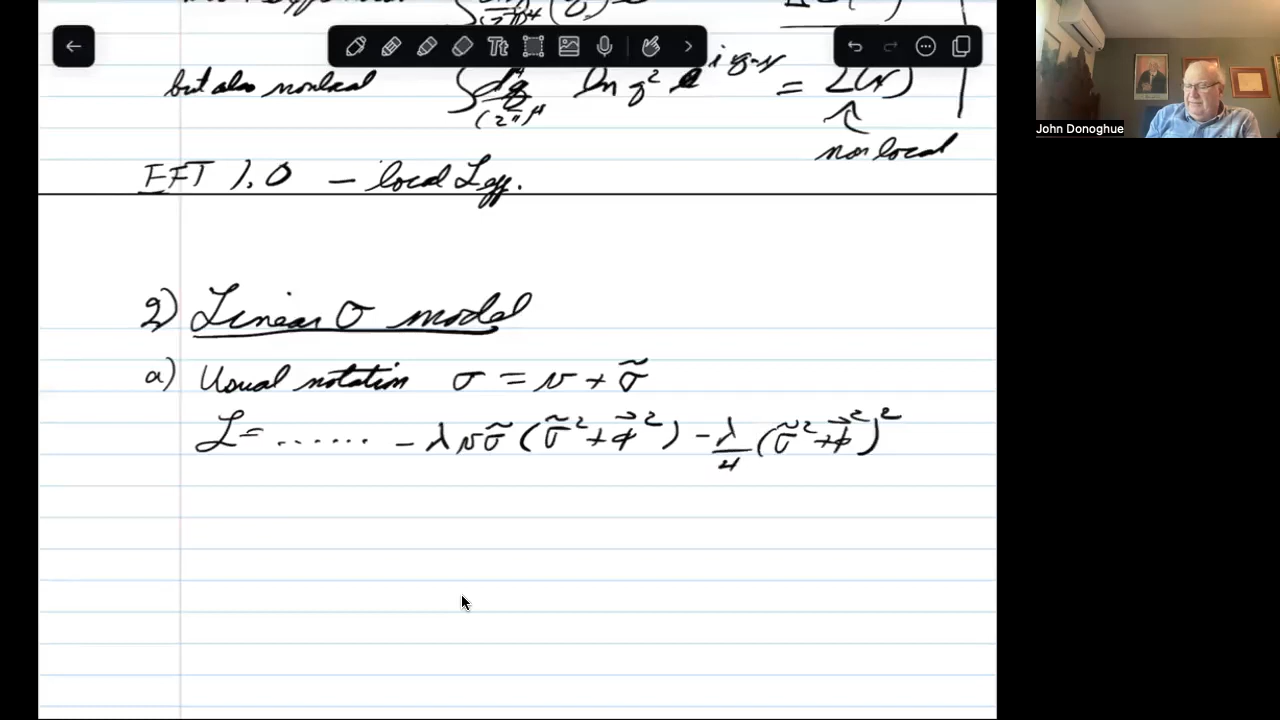 but also nonlocal ∫ d⁴q/(2π)⁴ ln q² e^{iq·x} = L(x)
nonlocal
EFT 1.0 — local L_eff.
2) Linear σ model
a) Usual notation σ = v + σ̃
L = ...... - λvσ̃(σ̃² + φ⃗²) - λ/4 (σ̃² + φ⃗²)²
Tt
John Donoghue